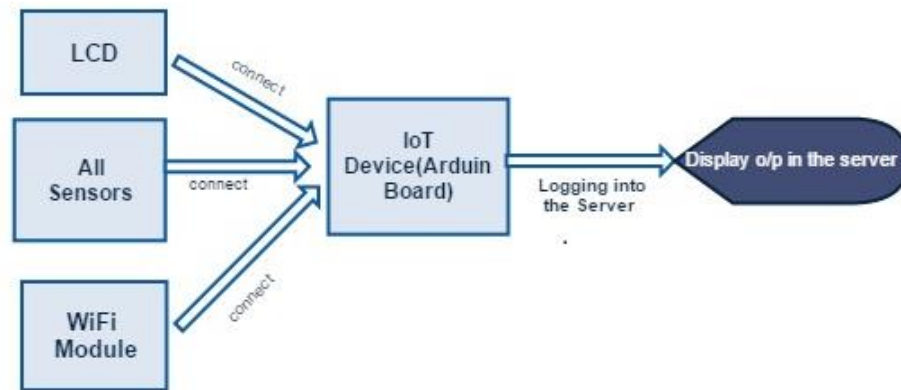 LCD
connect
All
Sensors
connect
WiFi
Module
connect
IoT
Device(Arduin
Board)
Logging into
the Server
.
Display o/p in the server